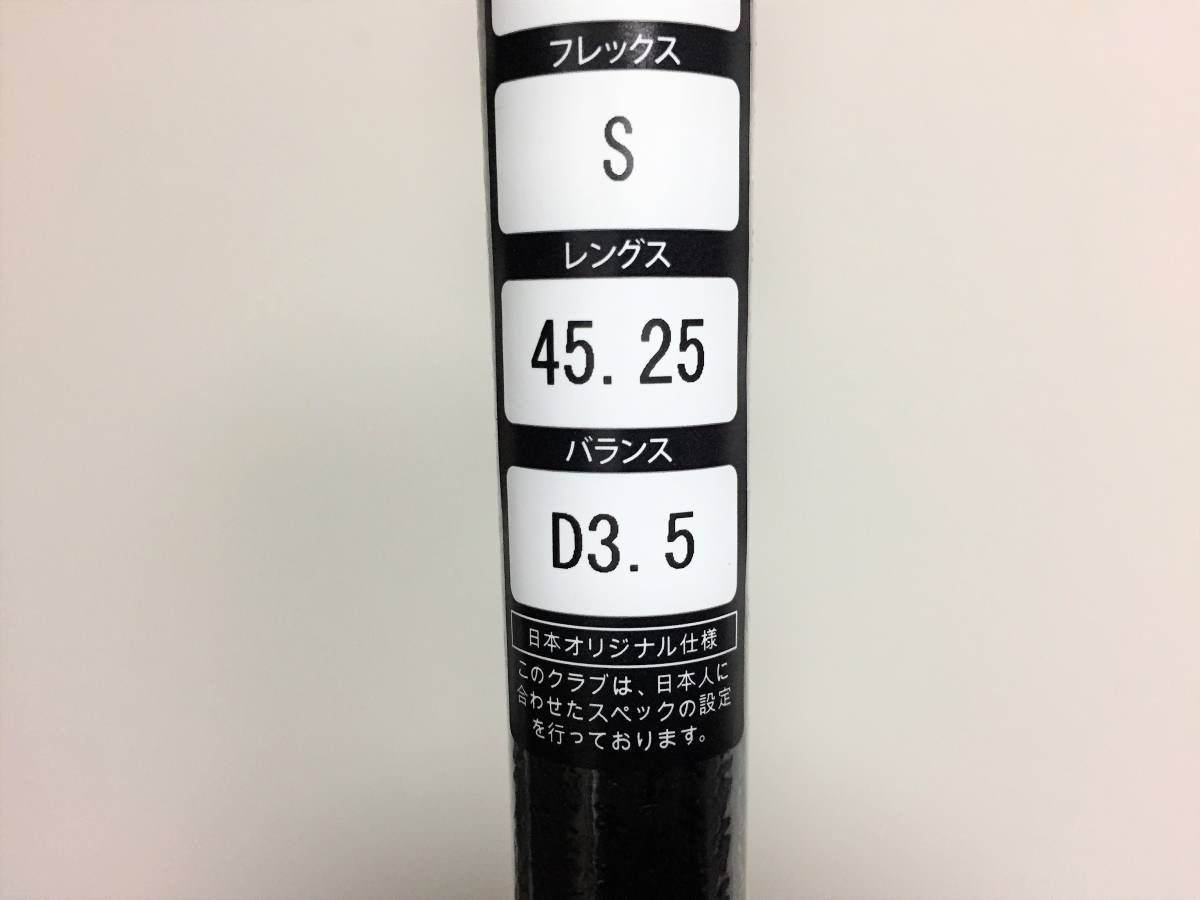 フレックス
S
レングス
45.25
バランス
D3.5
日本オリジナル仕様
このクラブは、日本人に
合わせたスペックの設定
を行っております。